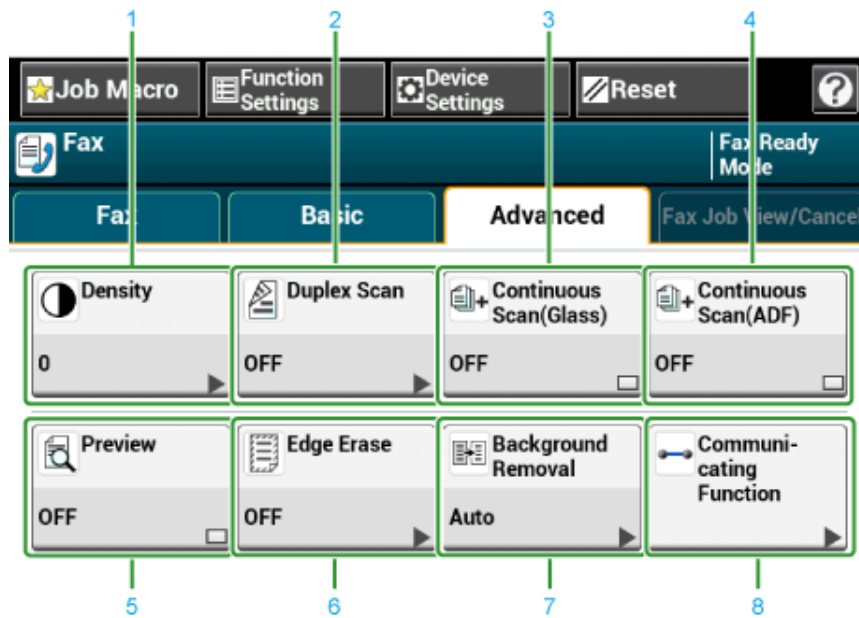 1 2 3 4
Job Macro
Function
Settings
Device
Settings
Reset
?
Fax
Fax Ready
Mode
Fax Basic Advanced Fax Job View/Cance
Density
0
Duplex Scan
OFF
Continuous
Scan(Glass)
OFF
Continuous
Scan(ADF)
OFF
Preview
OFF
Edge Erase
OFF
Background
Removal
Auto
Communi-
cating
Function
5 6 7 8